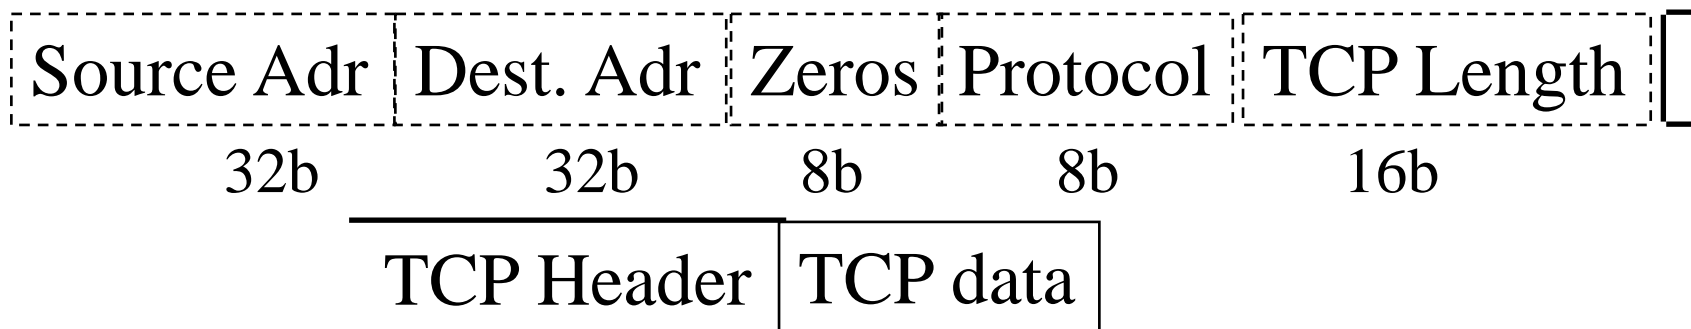 Source Adr Dest. Adr Zeros Protocol TCP Length
32b 32b 8b 8b 16b
TCP Header TCP data